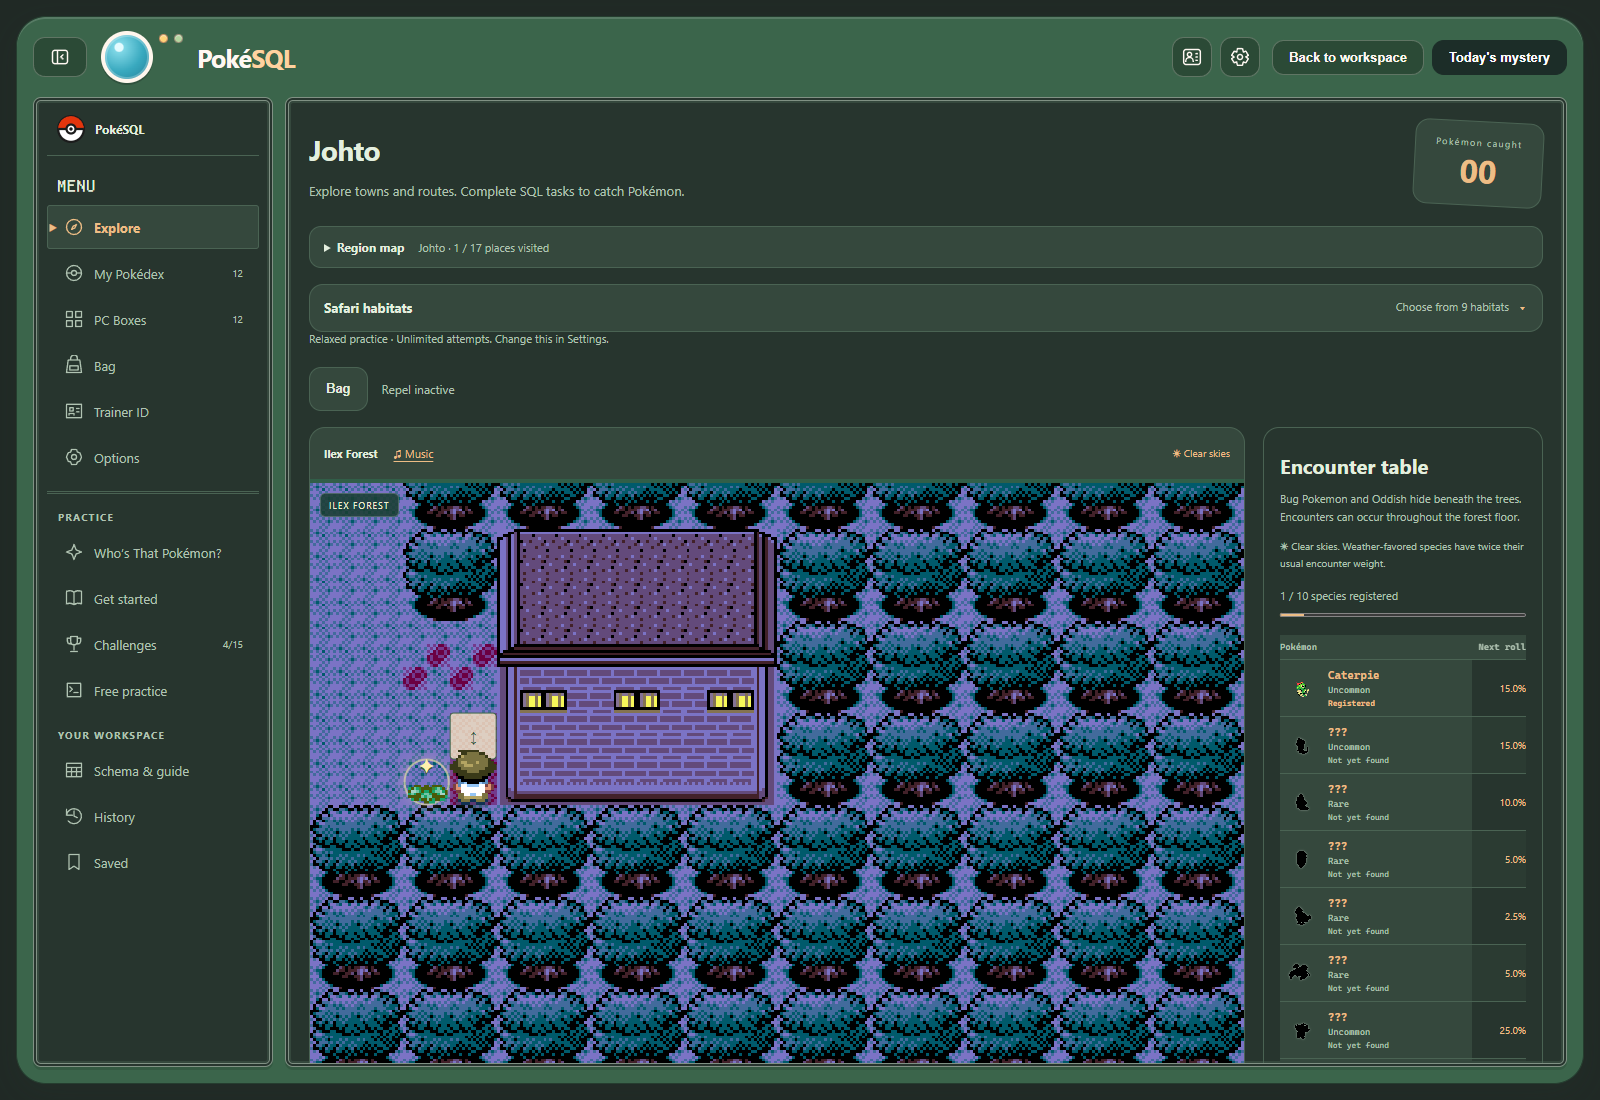 PokéSQL
Back to workspace
Today's mystery
PokéSQL
MENU
Explore
My Pokédex 12
PC Boxes 12
Bag
Trainer ID
Options
PRACTICE
Who's That Pokémon?
Get started
Challenges 4/15
Free practice
YOUR WORKSPACE
Schema & guide
History
Saved
Johto
Explore towns and routes. Complete SQL tasks to catch Pokémon.
Pokémon caught
00
Region map Johto · 1 / 17 places visited
Safari habitats Choose from 9 habitats
Relaxed practice · Unlimited attempts. Change this in Settings.
Bag Repel inactive
Ilex Forest ♫ Music ☀ Clear skies
ILEX FOREST
Encounter table
Bug Pokemon and Oddish hide beneath the trees.
Encounters can occur throughout the forest floor.
☀ Clear skies. Weather-favored species have twice their
usual encounter weight.
1 / 10 species registered
Pokémon Next roll
Caterpie
Uncommon 15.0%
Registered
???
Uncommon 15.0%
Not yet found
???
Rare 10.0%
Not yet found
???
Rare 5.0%
Not yet found
???
Rare 2.5%
Not yet found
???
Rare 5.0%
Not yet found
???
Uncommon 25.0%
Not yet found